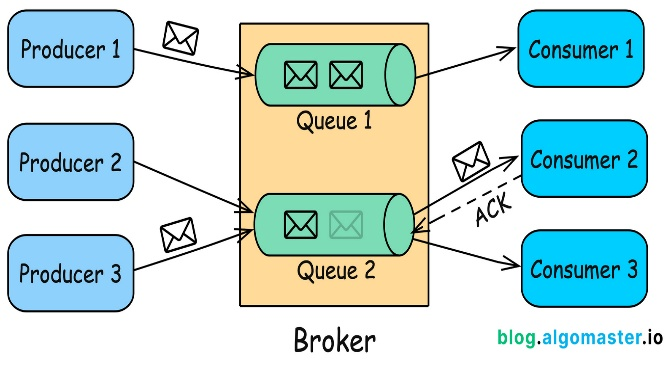 Producer 1
Consumer 1
Queue 1
Producer 2
Consumer 2
ACK
Producer 3
Queue 2
Consumer 3
Broker
blog.algomaster.io